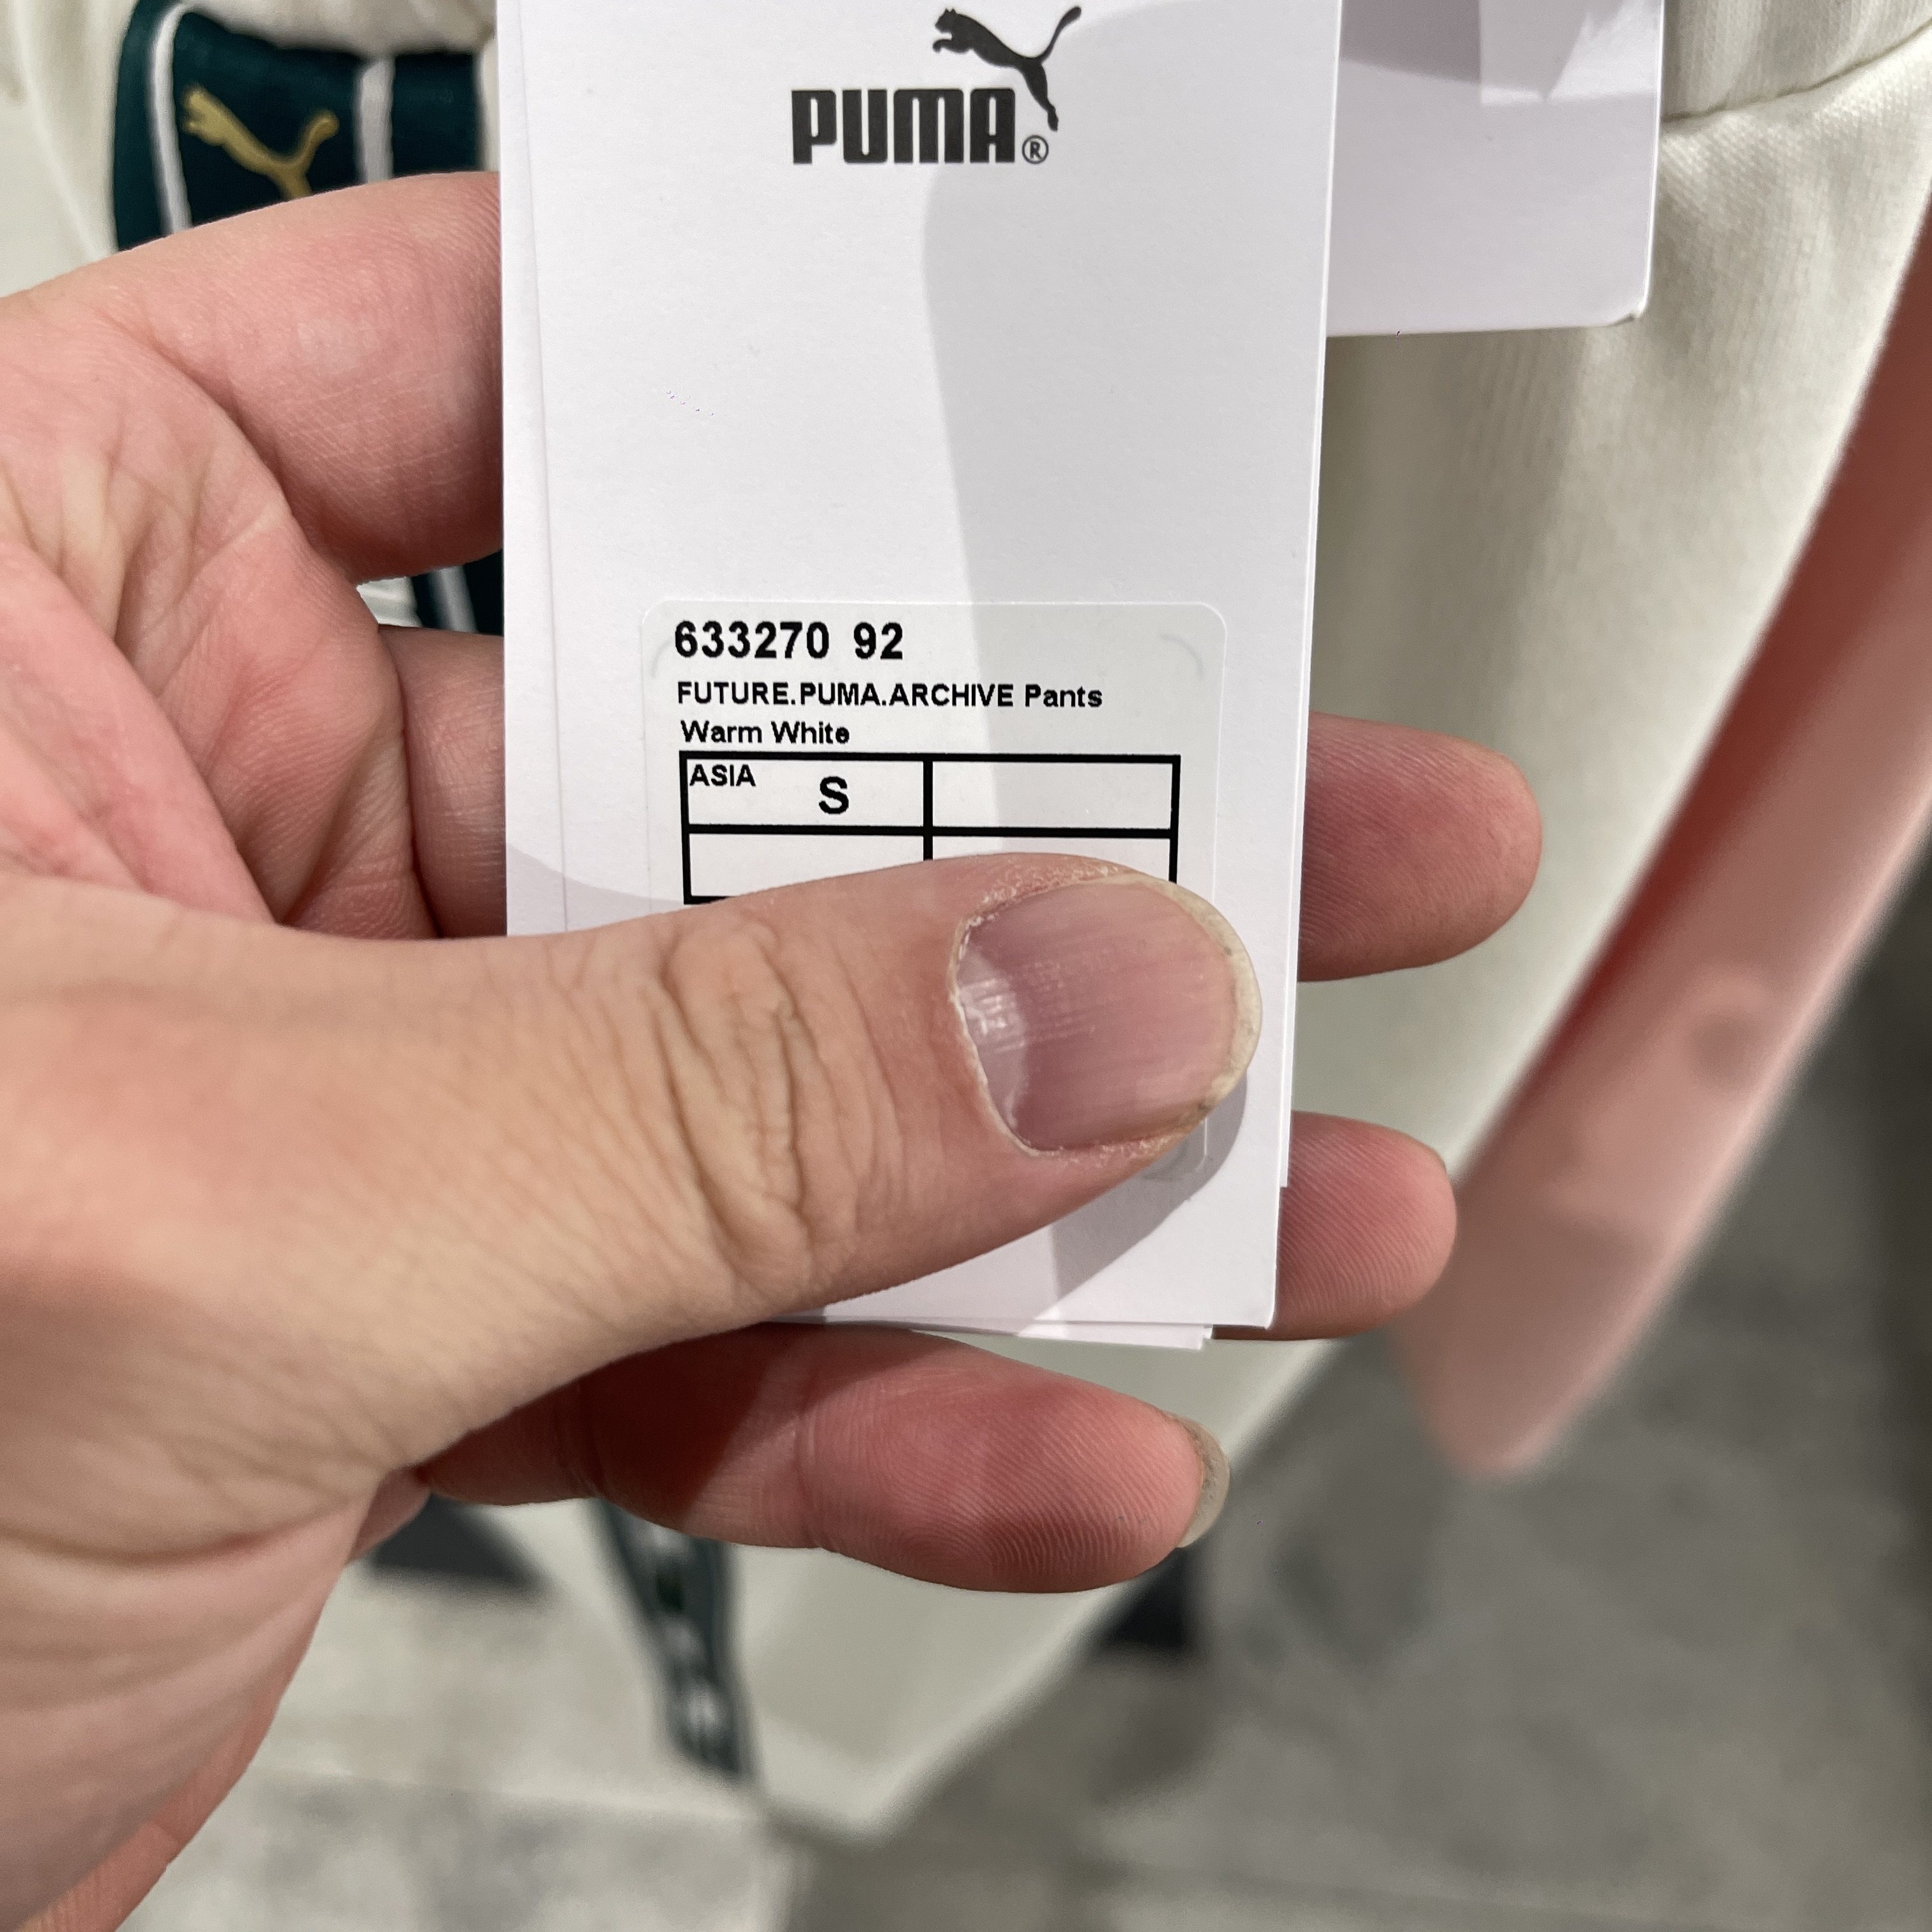 PUMA®
633270 92
FUTURE.PUMA.ARCHIVE Pants
Warm White
ASIA S